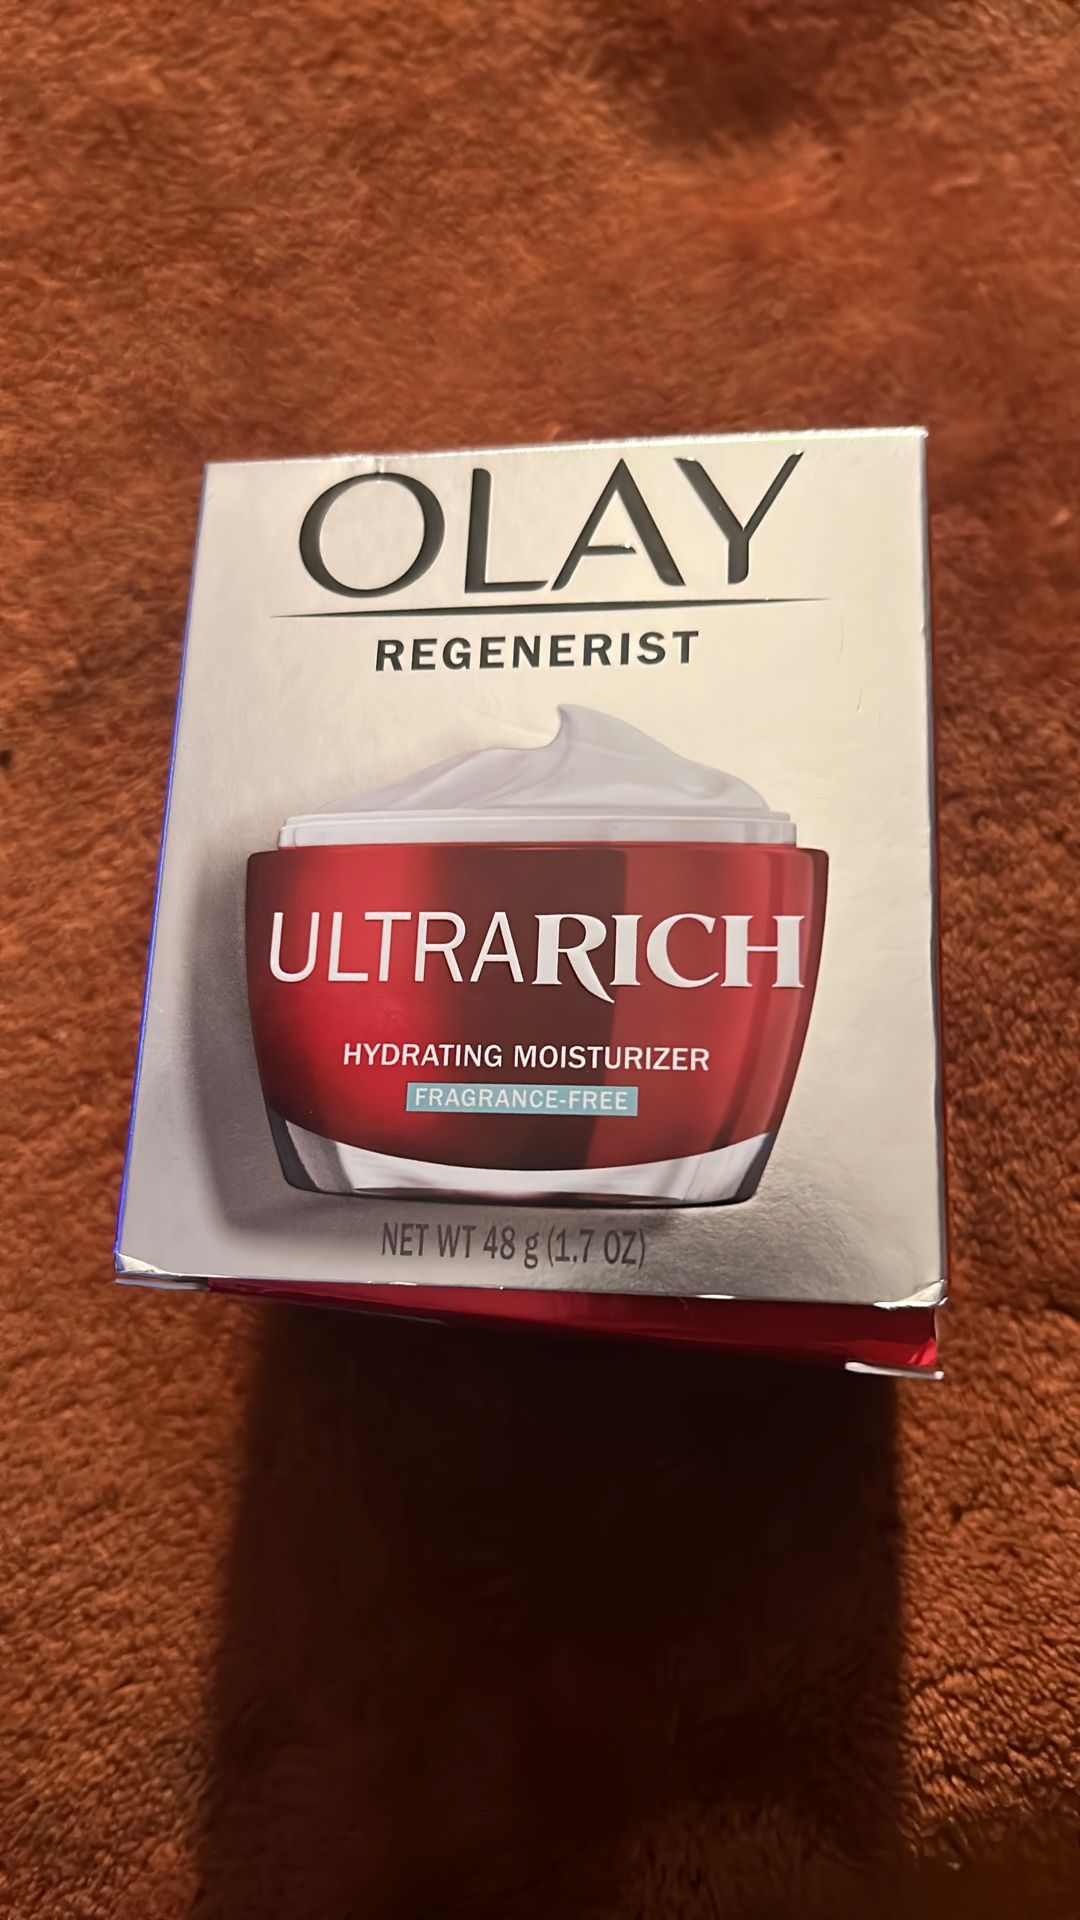 OLAY
REGENERIST
ULTRARICH
HYDRATING MOISTURIZER
FRAGRANCE-FREE
NET WT 48 g (1.7 OZ)